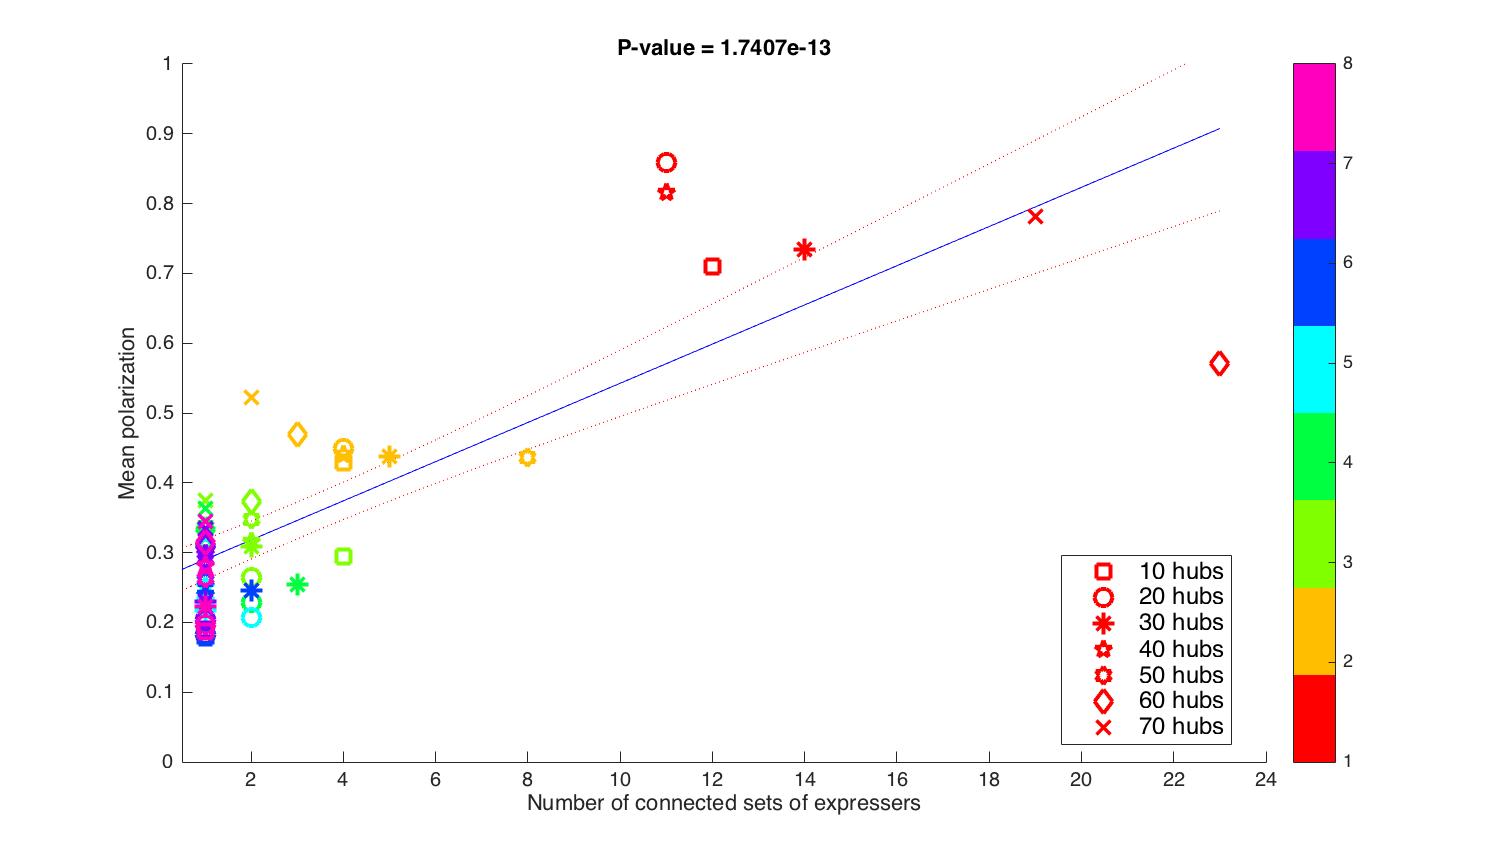 P-value = 1.7407e-13
1
0.9
0.8
0.7
0.6
0.5
0.4
0.3
0.2
0.1
0
Mean polarization
2 4 6 8 10 12 14 16 18 20 22 24
Number of connected sets of expressers
10 hubs
20 hubs
30 hubs
40 hubs
50 hubs
60 hubs
70 hubs
8
7
6
5
4
3
2
1